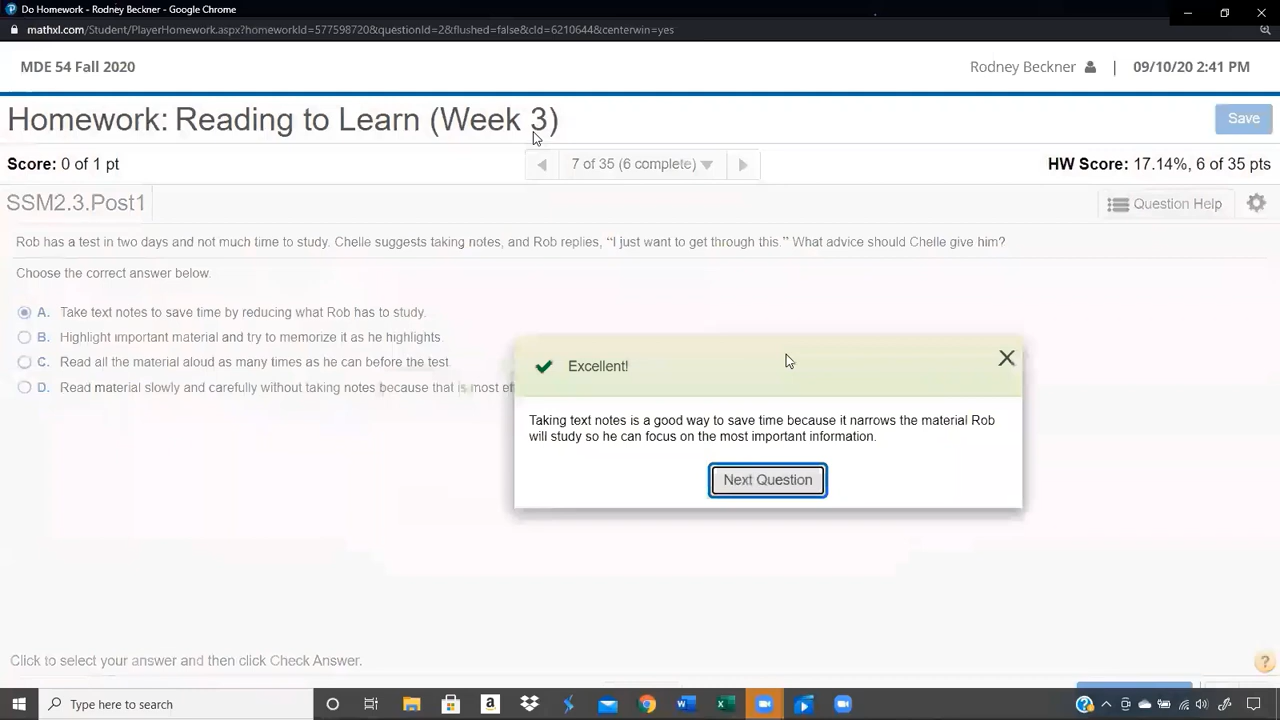 Do Homework - Rodney Beckner - Google Chrome
mathxl.com/Student/PlayerHomework.aspx?homeworkId=577598720&questionId=2&flushed=false&cId=6210644&centerwin=yes
MDE 54 Fall 2020
Rodney Beckner | 09/10/20 2:41 PM
Homework: Reading to Learn (Week 3)
Save
Score: 0 of 1 pt
7 of 35 (6 complete)
HW Score: 17.14%, 6 of 35 pts
SSM2.3.Post1
Question Help
Rob has a test in two days and not much time to study. Chelle suggests taking notes, and Rob replies, “I just want to get through this.” What advice should Chelle give him?
Choose the correct answer below.
A. Take text notes to save time by reducing what Rob has to study.
B. Highlight important material and try to memorize it as he highlights.
C. Read all the material aloud as many times as he can before the test.
D. Read material slowly and carefully without taking notes because that is most ef
Excellent!
Taking text notes is a good way to save time because it narrows the material Rob
will study so he can focus on the most important information.
Next Question
Click to select your answer and then click Check Answer.
?
Type here to search